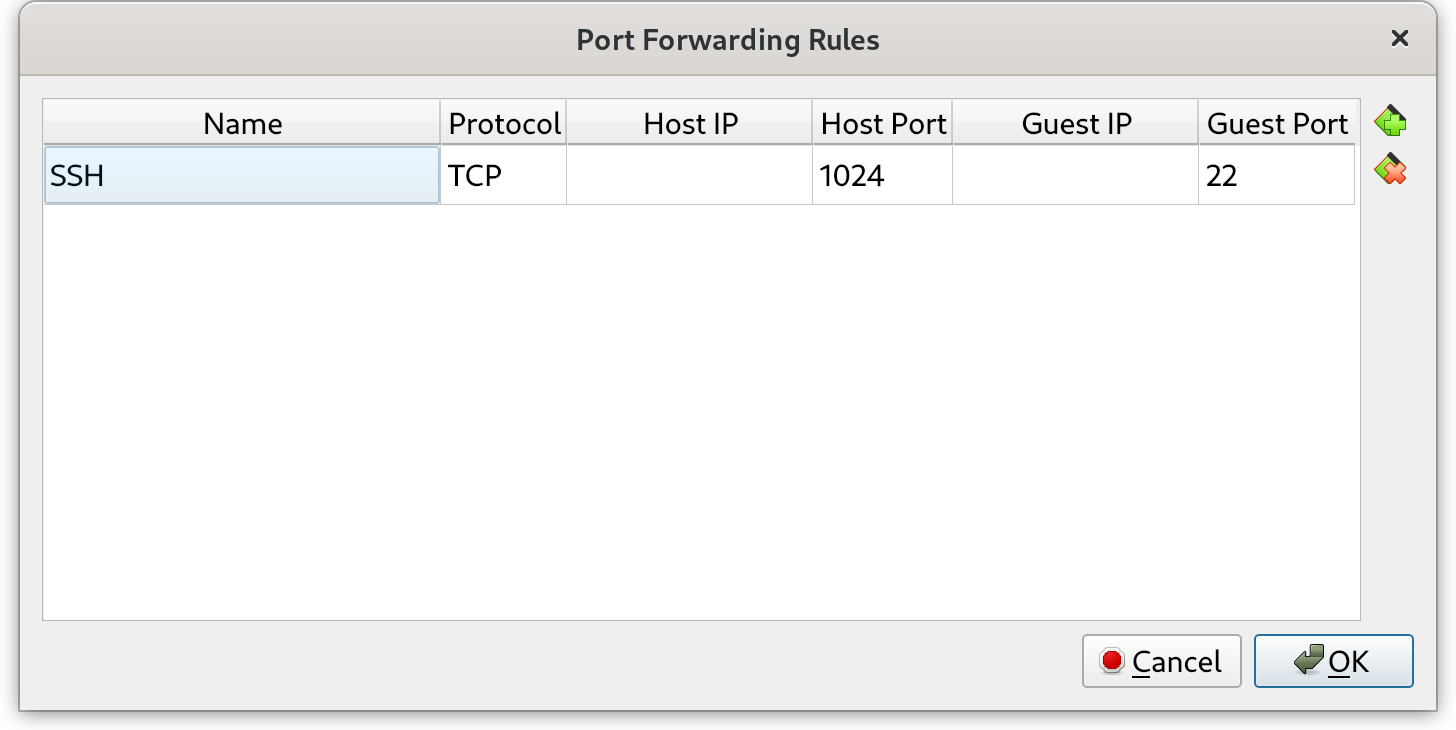 Port Forwarding Rules
Name Protocol Host IP Host Port Guest IP Guest Port
SSH TCP 1024 22
Cancel OK